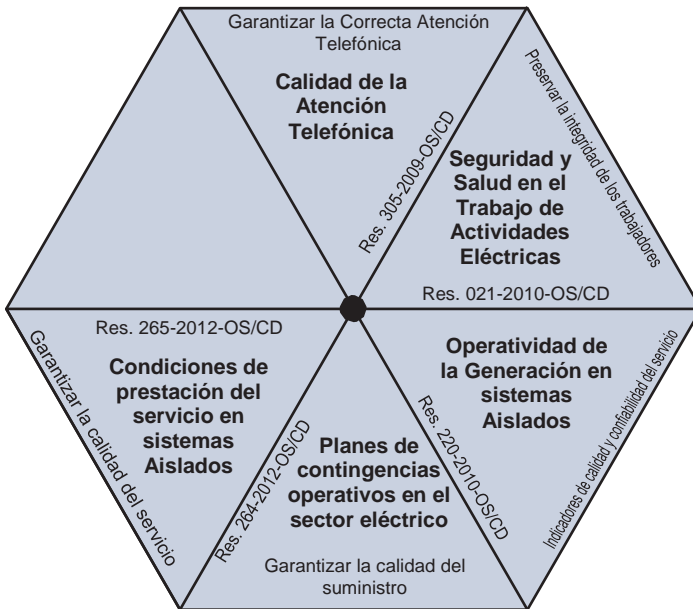 Garantizar la Correcta Atención
Telefónica
Calidad de la
Atención
Telefónica
Res. 305-2009-OS/CD
Preservar la integridad de los trabajadores
Seguridad y
Salud en el
Trabajo de
Actividades
Eléctricas
Res. 021-2010-OS/CD
Operatividad de
la Generación en
sistemas
Aislados
Indicadores de calidad y confiabilidad del servicio
Res. 220-2010-OS/CD
Planes de
contingencias
operativos en el
sector eléctrico
Garantizar la calidad del
suministro
Res. 264-2012-OS/CD
Res. 265-2012-OS/CD
Condiciones de
prestación del
servicio en
sistemas
Aislados
Garantizar la calidad del servicio